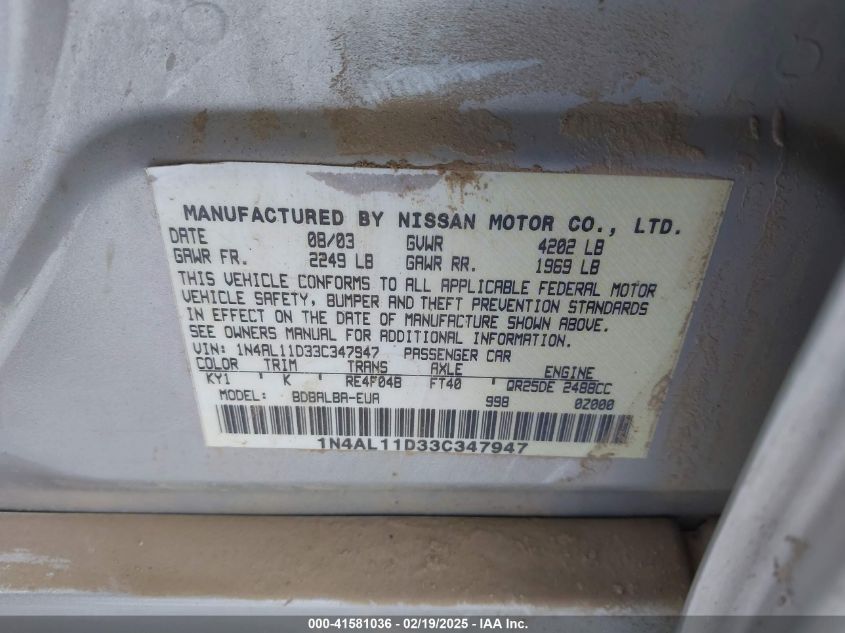 MANUFACTURED BY NISSAN MOTOR CO., LTD.
DATE 08/03 GVWR 4202 LB
GAWR FR. 2249 LB GAWR RR. 1969 LB
THIS VEHICLE CONFORMS TO ALL APPLICABLE FEDERAL MOTOR
VEHICLE SAFETY, BUMPER AND THEFT PREVENTION STANDARDS
IN EFFECT ON THE DATE OF MANUFACTURE SHOWN ABOVE.
SEE OWNERS MANUAL FOR ADDITIONAL INFORMATION.
VIN: 1N4AL11D33C347947 PASSENGER CAR
COLOR TRIM TRANS AXLE ENGINE
KY1 K RE4F04B FT40 QR25DE 2488CC
MODEL: BDBALBA-EUA 998 0Z000
1N4AL11D33C347947
000-41581036 - 02/19/2025 - IAA Inc.